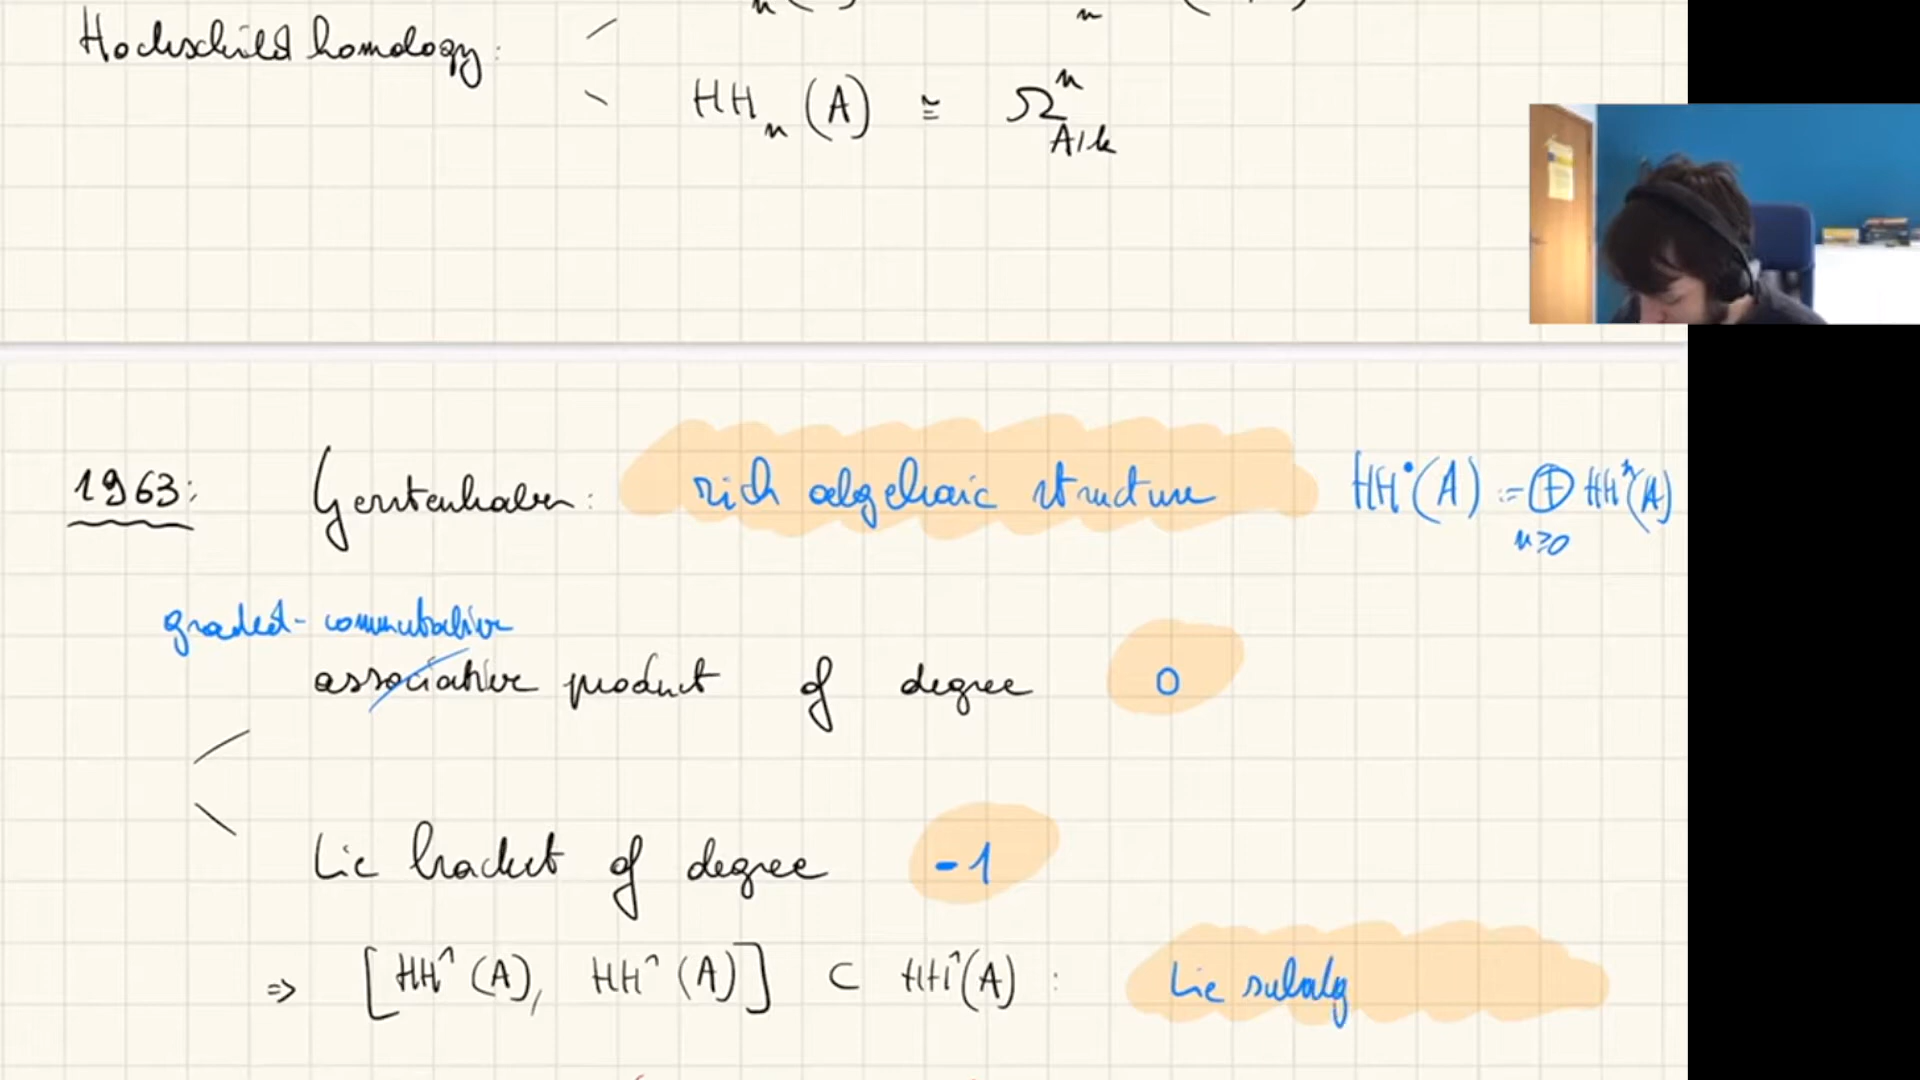 Hochschild homology:
HH_n (A) ≅ Ω^n_{A/k}
1963: Gerstenhaber: rich algebraic structure HH^•(A) := ⊕_{n≥0} HH^n(A)
graded-commutative
associative product of degree 0
Lie bracket of degree -1
⇒ [HH^1(A), HH^1(A)] ⊂ HH^1(A): Lie subalg